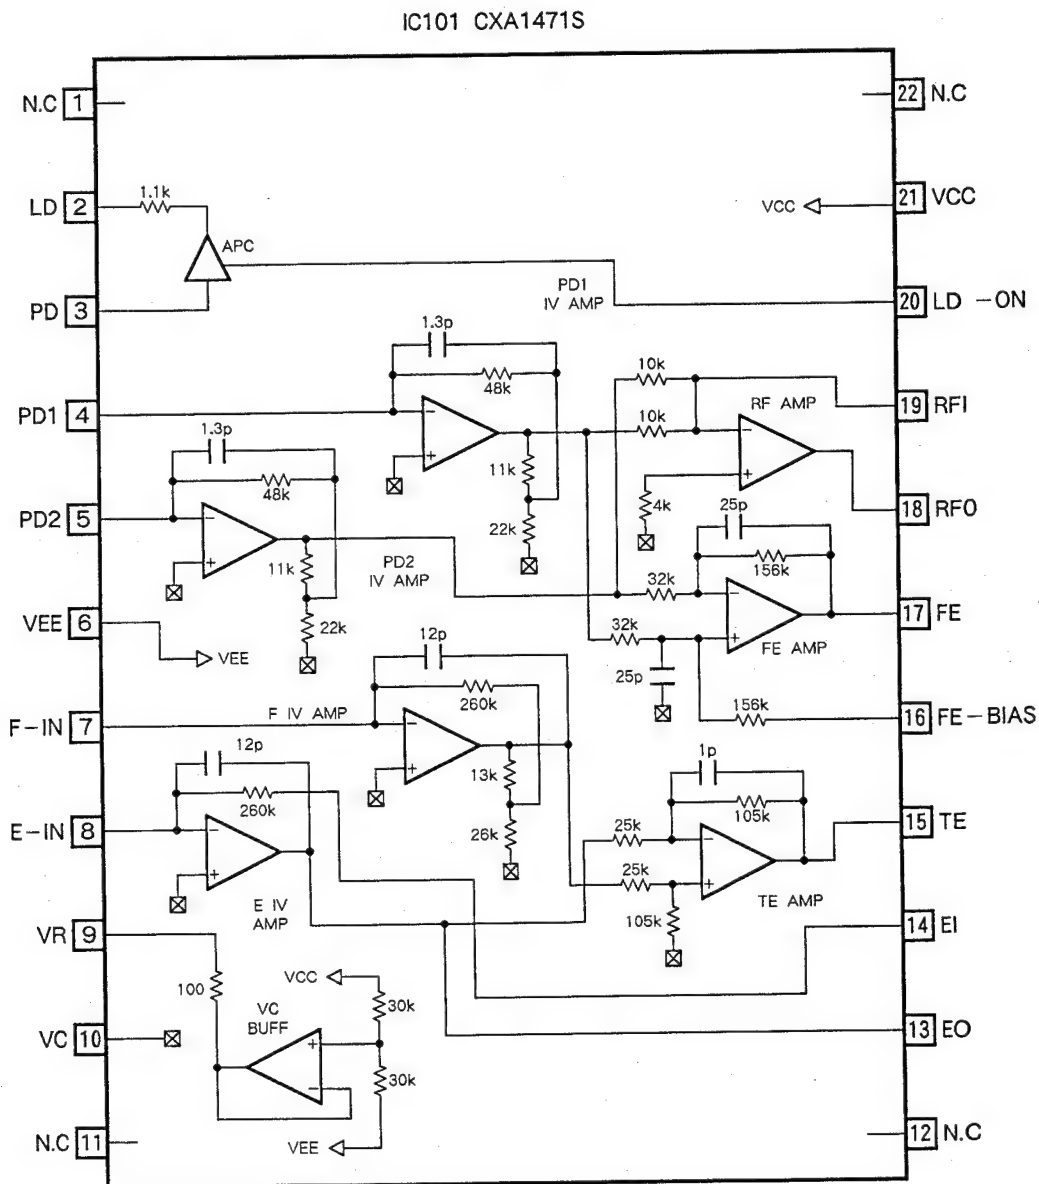 IC101 CXA1471S
N.C 1
22 N.C
LD 2
1.1k
VCC
21 VCC
APC
PD 3
PD1
IV AMP
20 LD -ON
1.3p
48k
10k
PD1 4
10k
RF AMP
19 RFI
1.3p
11k
48k
4k
25p
PD2 5
18 RFO
22k
11k
PD2
IV AMP
156k
32k
VEE 6
22k
32k
17 FE
VEE
12p
FE AMP
25p
260k
F IV AMP
156k
F-IN 7
16 FE-BIAS
12p
13k
1p
260k
105k
E-IN 8
26k
25k
15 TE
25k
E IV
AMP
TE AMP
105k
VR 9
14 EI
100
VCC
30k
VC
BUFF
VC 10
13 EO
30k
N.C 11
VEE
12 N.C